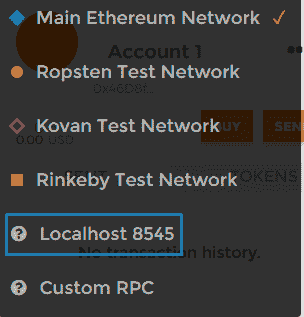 Main Ethereum Network ✓
Account 1
0x46D8f...
Ropsten Test Network
BUY
SEN
Kovan Test Network
0.00 USD
Rinkeby Test Network
TOKENS
Localhost 8545
No transaction history.
Custom RPC